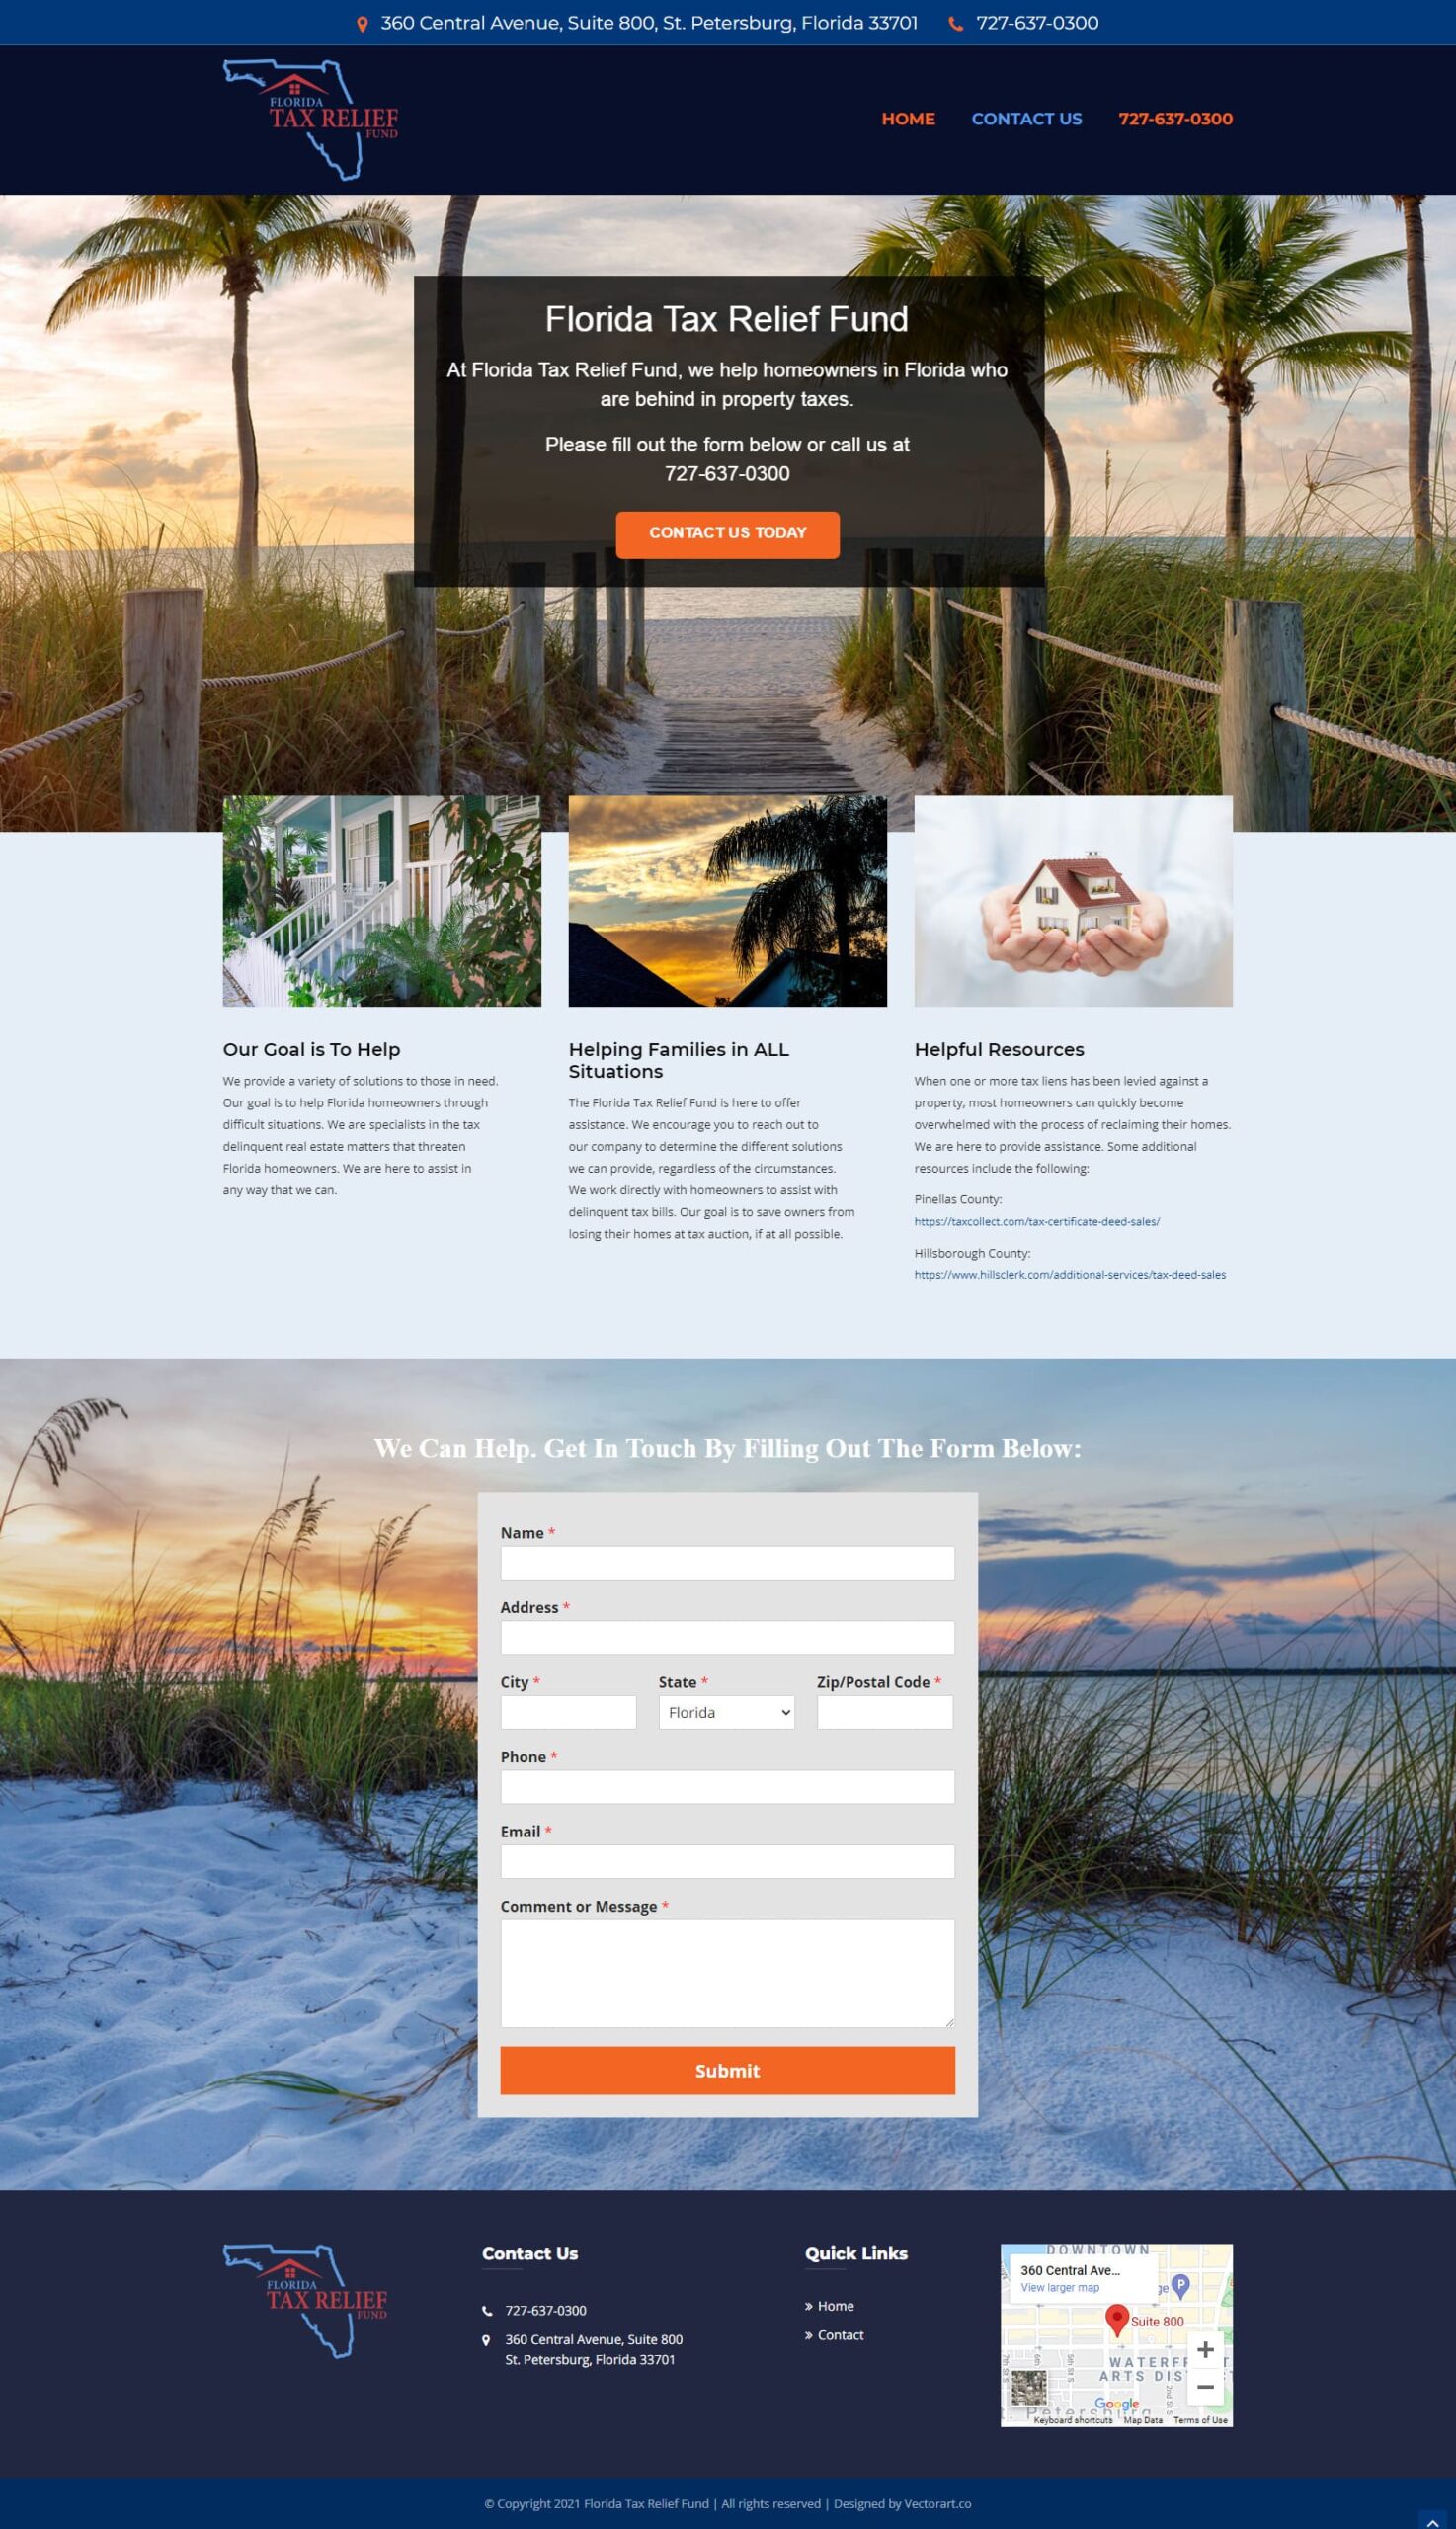 360 Central Avenue, Suite 800, St. Petersburg, Florida 33701 727-637-0300
FLORIDA
TAX RELIEF
FUND
HOME CONTACT US 727-637-0300
Florida Tax Relief Fund
At Florida Tax Relief Fund, we help homeowners in Florida who
are behind in property taxes.
Please fill out the form below or call us at
727-637-0300
CONTACT US TODAY
Our Goal is To Help
We provide a variety of solutions to those in need.
Our goal is to help Florida homeowners through
difficult situations. We are specialists in the tax
delinquent real estate matters that threaten
Florida homeowners. We are here to assist in
any way that we can.
Helping Families in ALL
Situations
The Florida Tax Relief Fund is here to offer
assistance. We encourage you to reach out to
our company to determine the different solutions
we can provide, regardless of the circumstances.
We work directly with homeowners to assist with
delinquent tax bills. Our goal is to save owners from
losing their homes at tax auction, if at all possible.
Helpful Resources
When one or more tax liens has been levied against a
property, most homeowners can quickly become
overwhelmed with the process of reclaiming their homes.
We are here to provide assistance. Some additional
resources include the following:
Pinellas County:
https://taxcollect.com/tax-certificate-deed-sales/
Hillsborough County:
https://www.hillsclerk.com/additional-services/tax-deed-sales
We Can Help. Get In Touch By Filling Out The Form Below:
Name *
Address *
City * State * Zip/Postal Code *
Florida
Phone *
Email *
Comment or Message *
Submit
FLORIDA
TAX RELIEF
FUND
Contact Us
727-637-0300
360 Central Avenue, Suite 800
St. Petersburg, Florida 33701
Quick Links
» Home
» Contact
DOWNTOWN
360 Central Ave...
View larger map
P
Suite 800
WATERF
ARTS DIS
Google
Keyboard shortcuts Map Data Terms of Use
© Copyright 2021 Florida Tax Relief Fund | All rights reserved | Designed by Vectorart.co